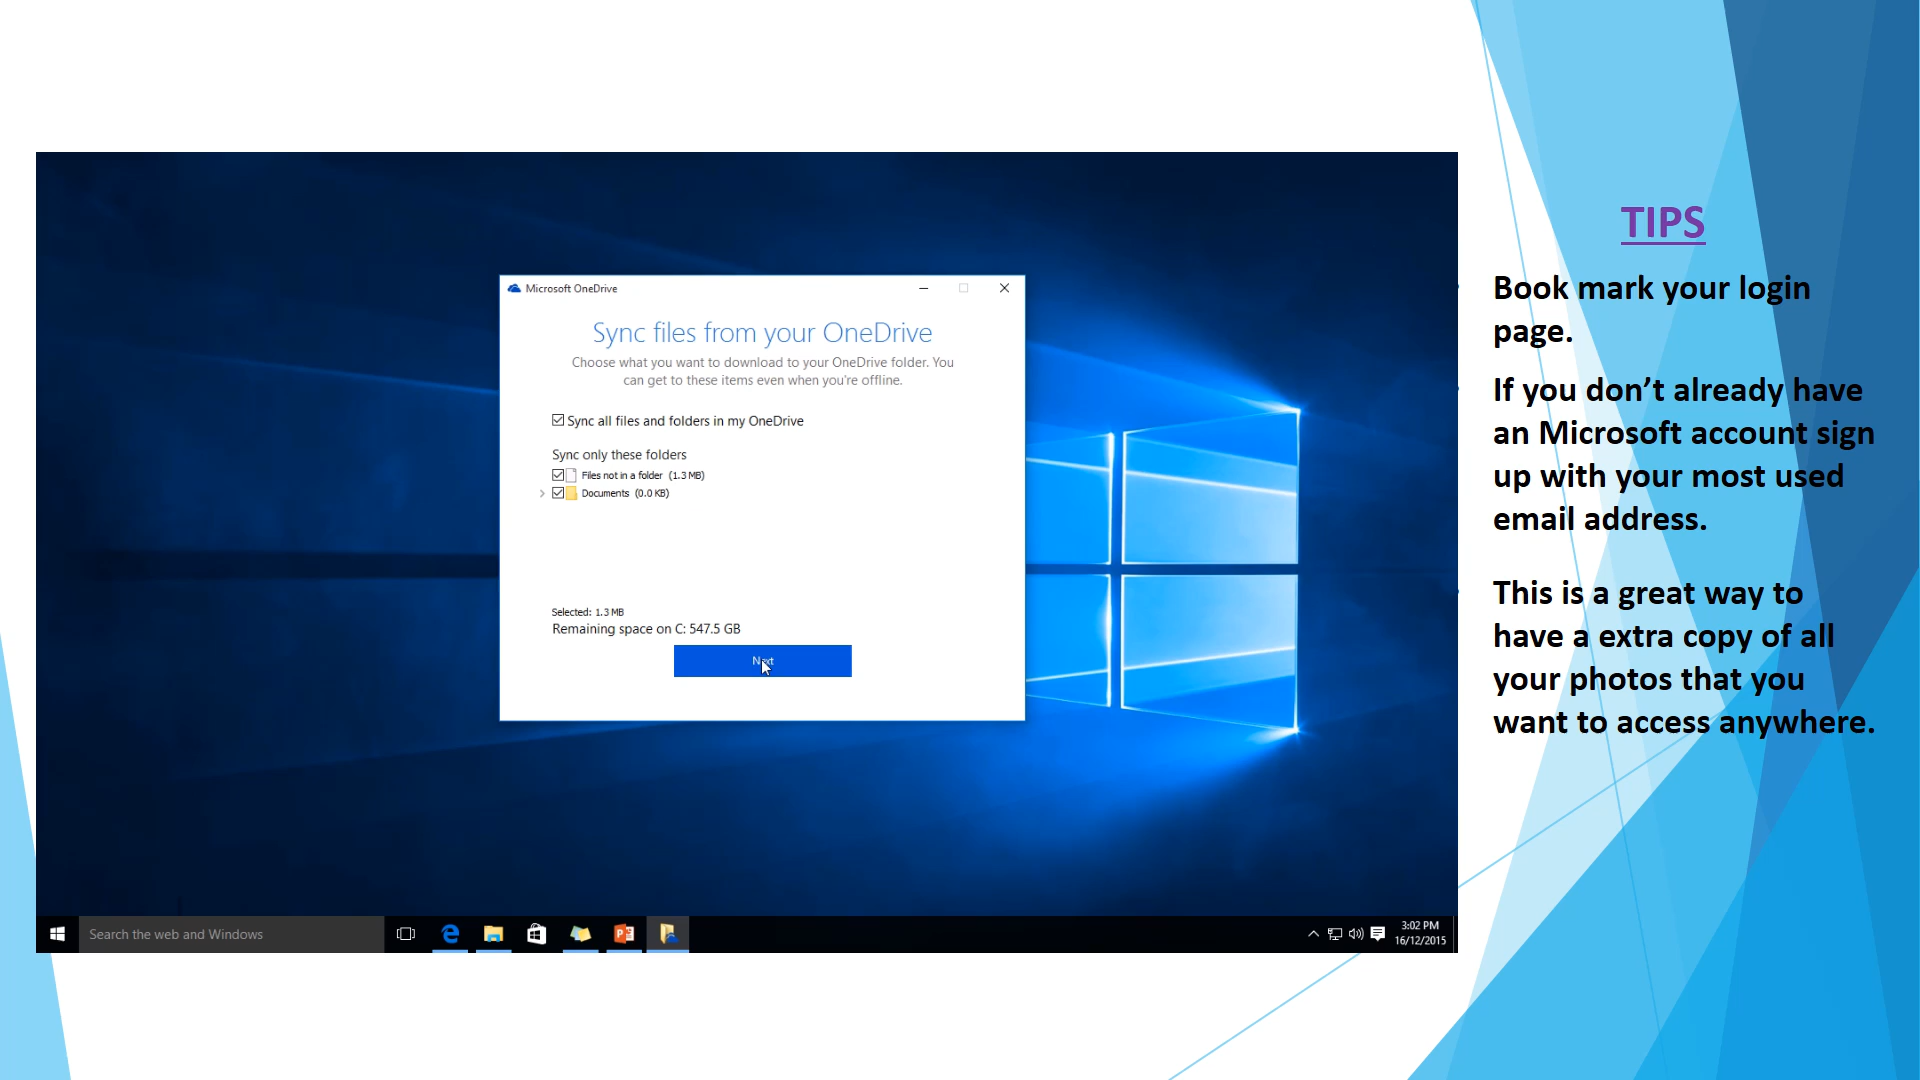 Microsoft OneDrive
Sync files from your OneDrive
Choose what you want to download to your OneDrive folder. You
can get to these items even when you're offline.
Sync all files and folders in my OneDrive
Sync only these folders
Files not in a folder (1.3 MB)
Documents (0.0 KB)
Selected: 1.3 MB
Remaining space on C: 547.5 GB
Next
Search the web and Windows
3:02 PM
16/12/2015
TIPS
Book mark your login
page.
If you don’t already have
an Microsoft account sign
up with your most used
email address.
This is a great way to
have a extra copy of all
your photos that you
want to access anywhere.